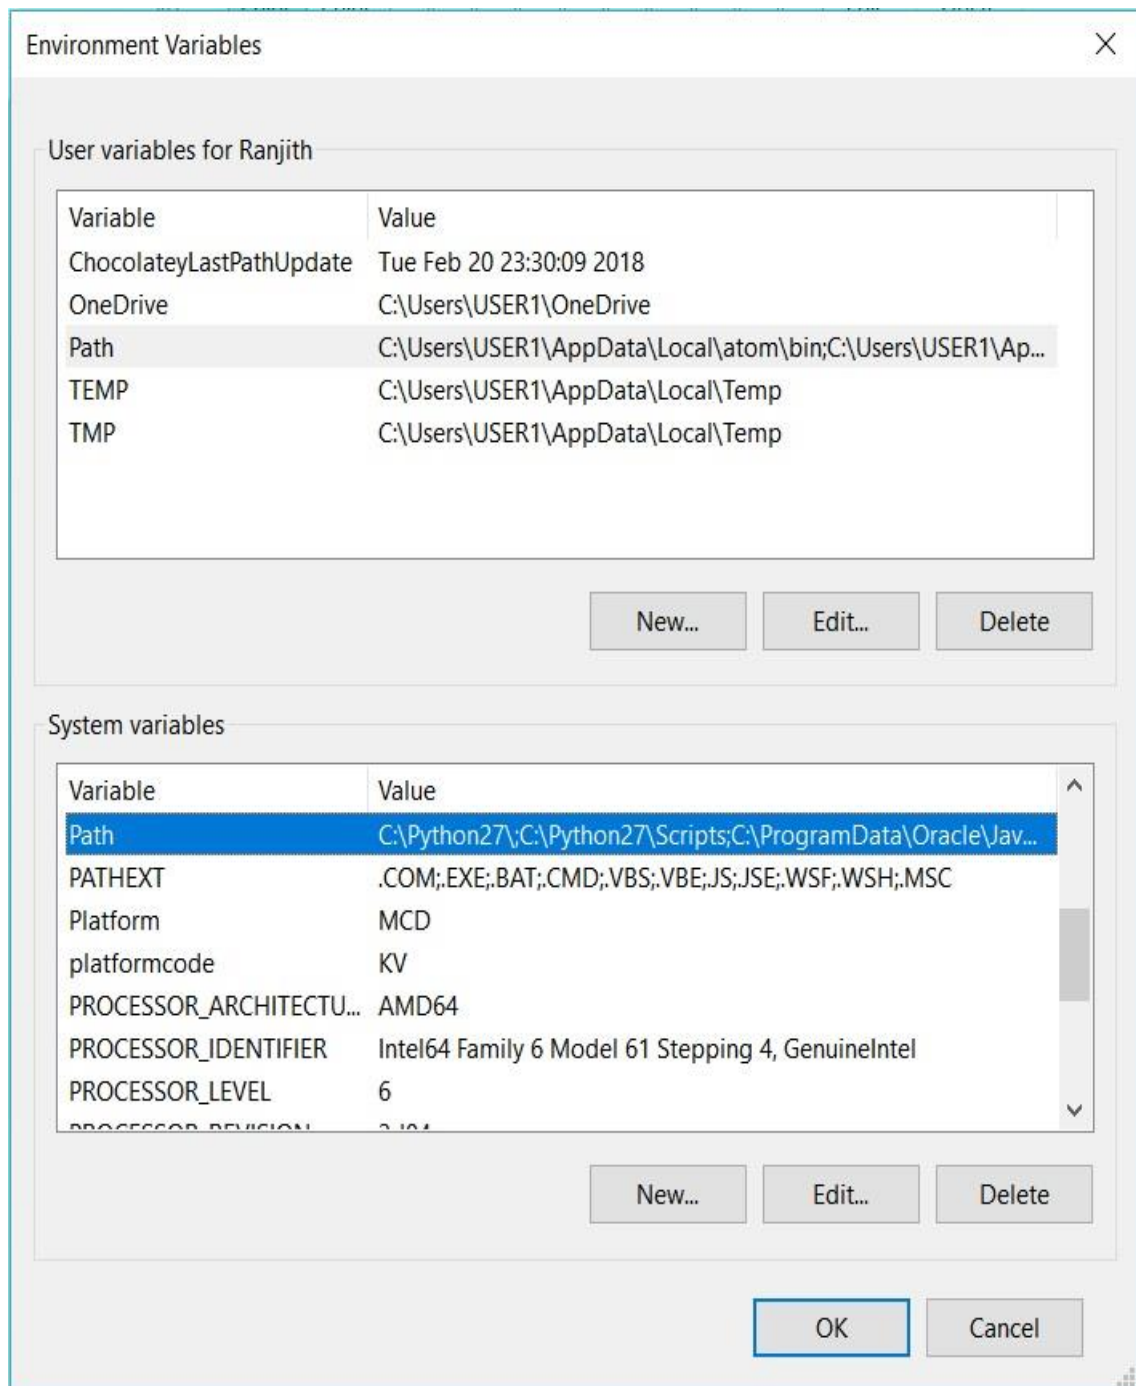 Environment Variables
User variables for Ranjith
Variable Value
ChocolateyLastPathUpdate Tue Feb 20 23:30:09 2018
OneDrive C:\Users\USER1\OneDrive
Path C:\Users\USER1\AppData\Local\atom\bin;C:\Users\USER1\Ap...
TEMP C:\Users\USER1\AppData\Local\Temp
TMP C:\Users\USER1\AppData\Local\Temp
New... Edit... Delete
System variables
Variable Value
Path C:\Python27\;C:\Python27\Scripts;C:\ProgramData\Oracle\Jav...
PATHEXT .COM;.EXE;.BAT;.CMD;.VBS;.VBE;.JS;.JSE;.WSF;.WSH;.MSC
Platform MCD
platformcode KV
PROCESSOR_ARCHITECTU... AMD64
PROCESSOR_IDENTIFIER Intel64 Family 6 Model 61 Stepping 4, GenuineIntel
PROCESSOR_LEVEL 6
New... Edit... Delete
OK Cancel